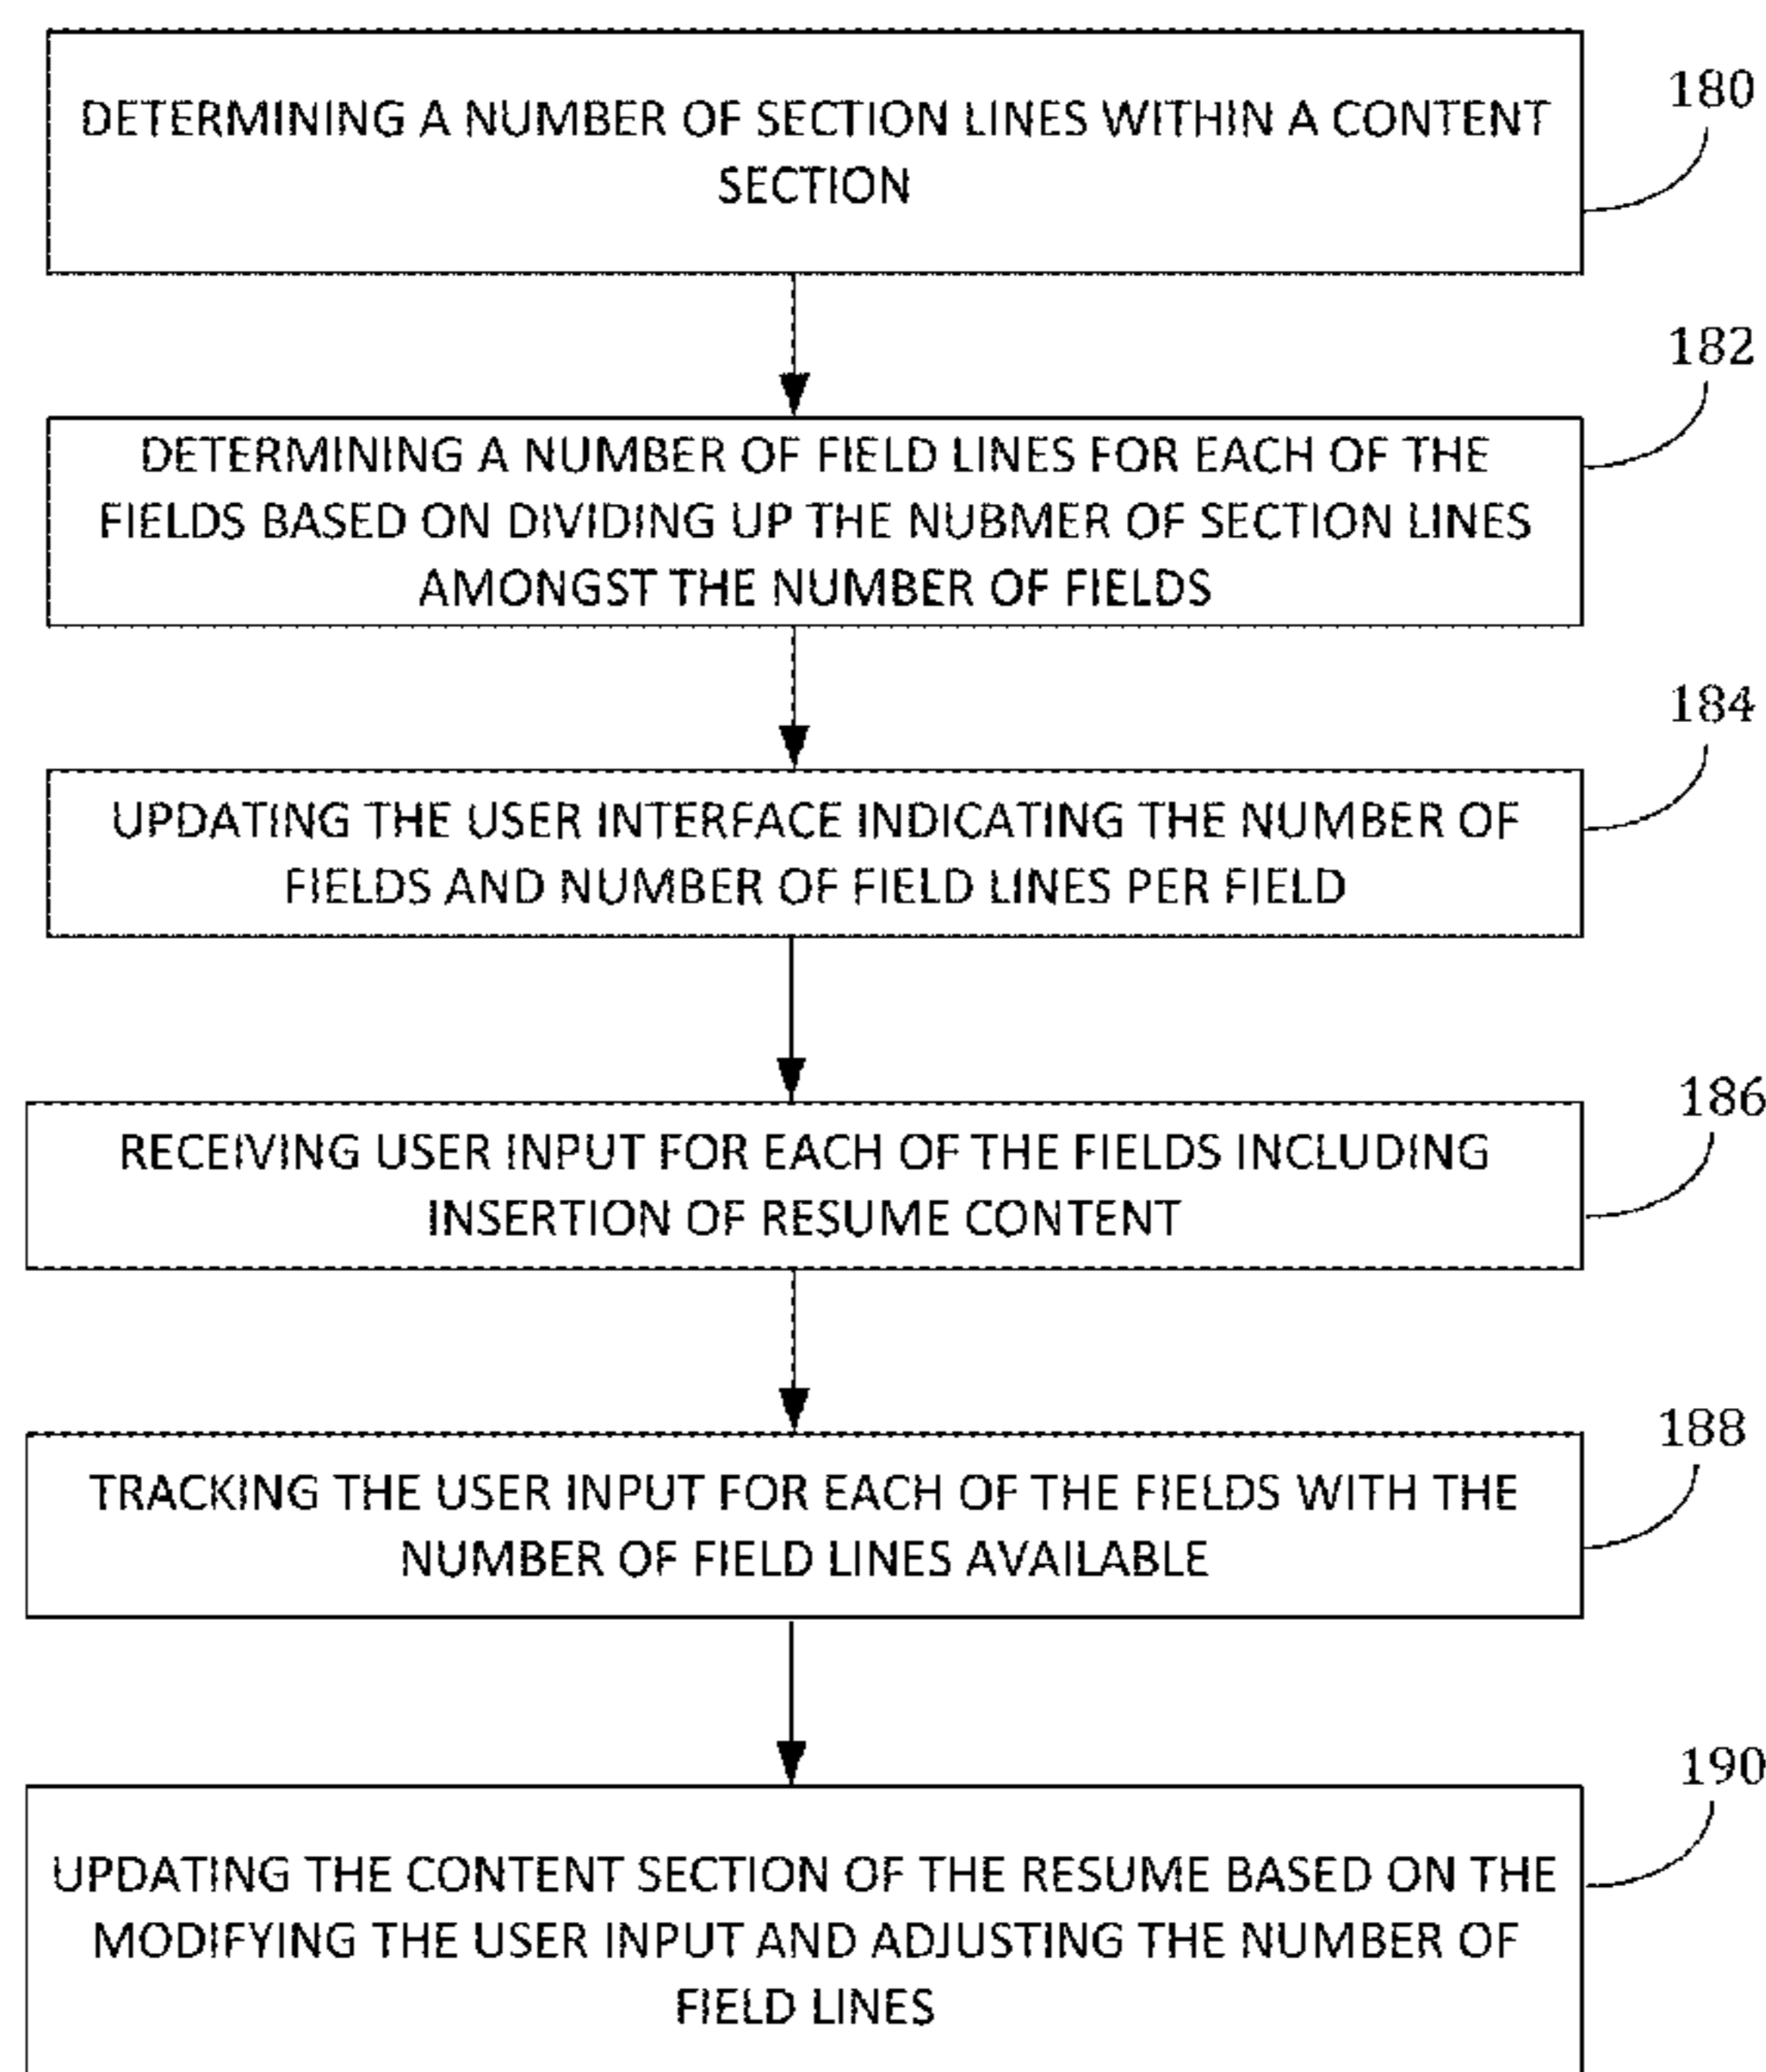 180
DETERMINING A NUMBER OF SECTION LINES WITHIN A CONTENT
SECTION
182
DETERMINING A NUMBER OF FIELD LINES FOR EACH OF THE
FIELDS BASED ON DIVIDING UP THE NUBMER OF SECTION LINES
AMONGST THE NUMBER OF FIELDS
184
UPDATING THE USER INTERFACE INDICATING THE NUMBER OF
FIELDS AND NUMBER OF FIELD LINES PER FIELD
186
RECEIVING USER INPUT FOR EACH OF THE FIELDS INCLUDING
INSERTION OF RESUME CONTENT
188
TRACKING THE USER INPUT FOR EACH OF THE FIELDS WITH THE
NUMBER OF FIELD LINES AVAILABLE
190
UPDATING THE CONTENT SECTION OF THE RESUME BASED ON THE
MODIFYING THE USER INPUT AND ADJUSTING THE NUMBER OF
FIELD LINES